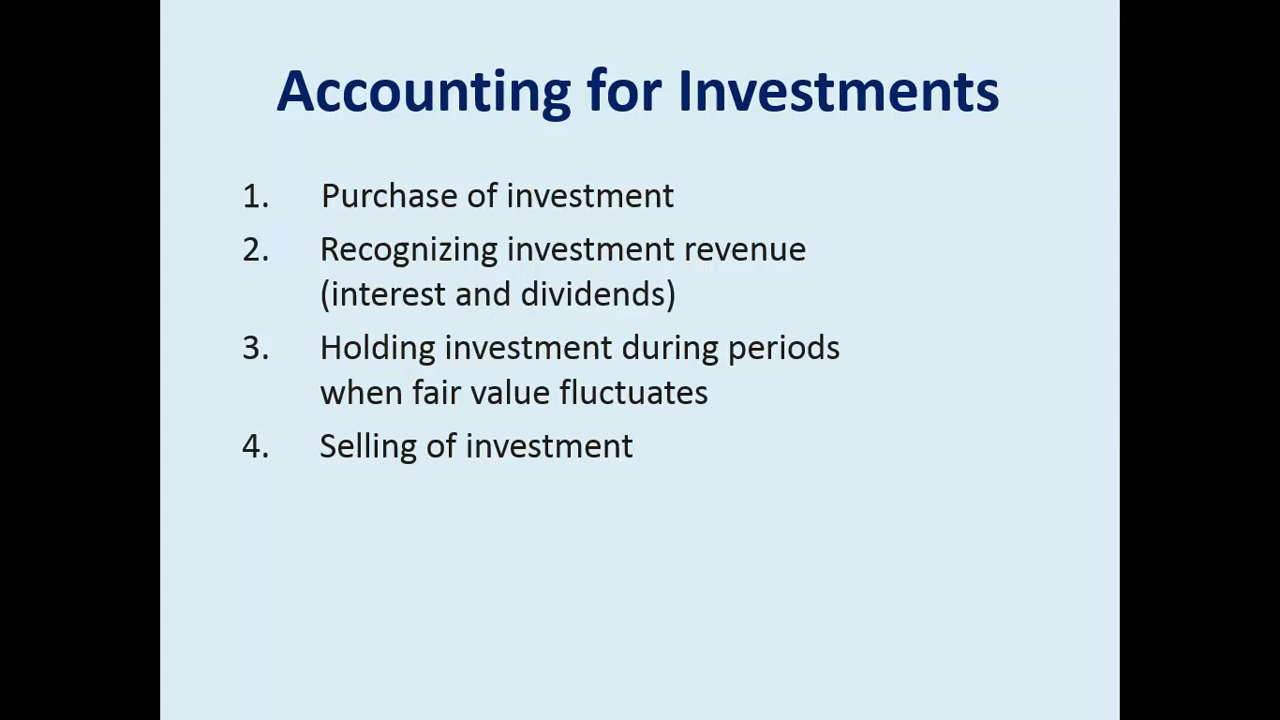 Accounting for Investments
1. Purchase of investment
2. Recognizing investment revenue
(interest and dividends)
3. Holding investment during periods
when fair value fluctuates
4. Selling of investment